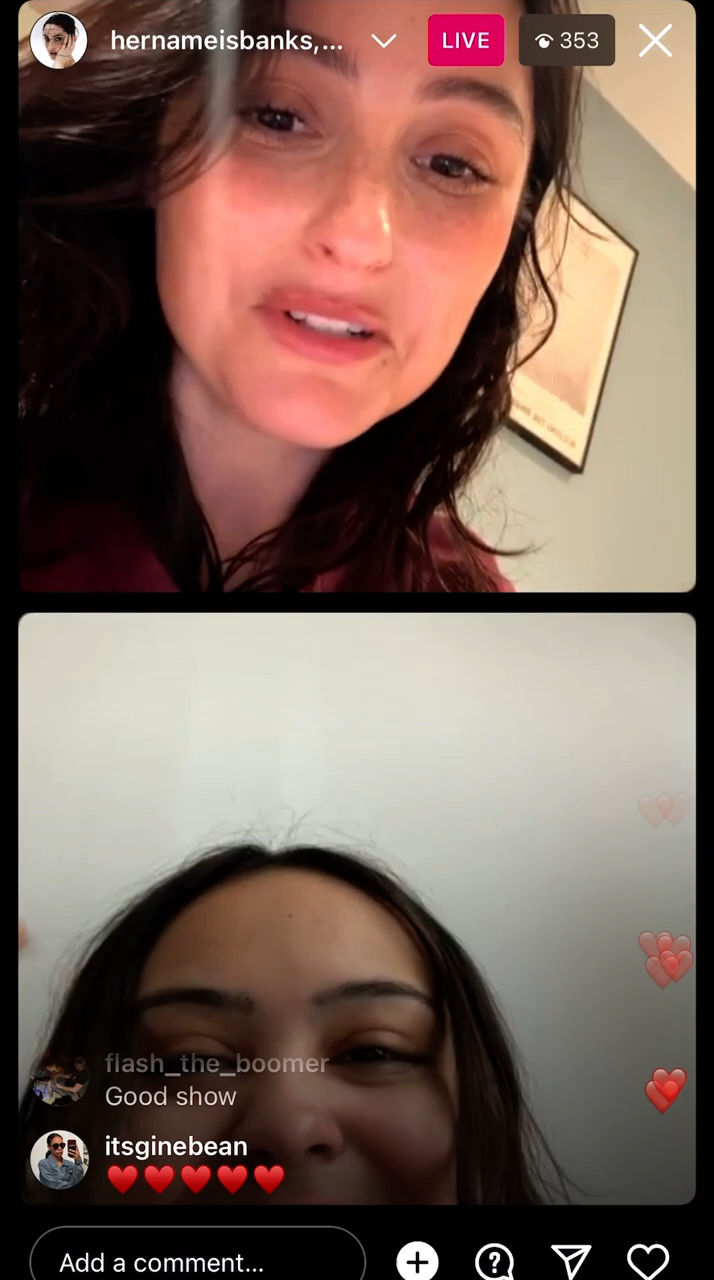 hernameisbanks,...
LIVE
353
flash_the_boomer
Good show
itsginebean
❤️❤️❤️❤️❤️
Add a comment...